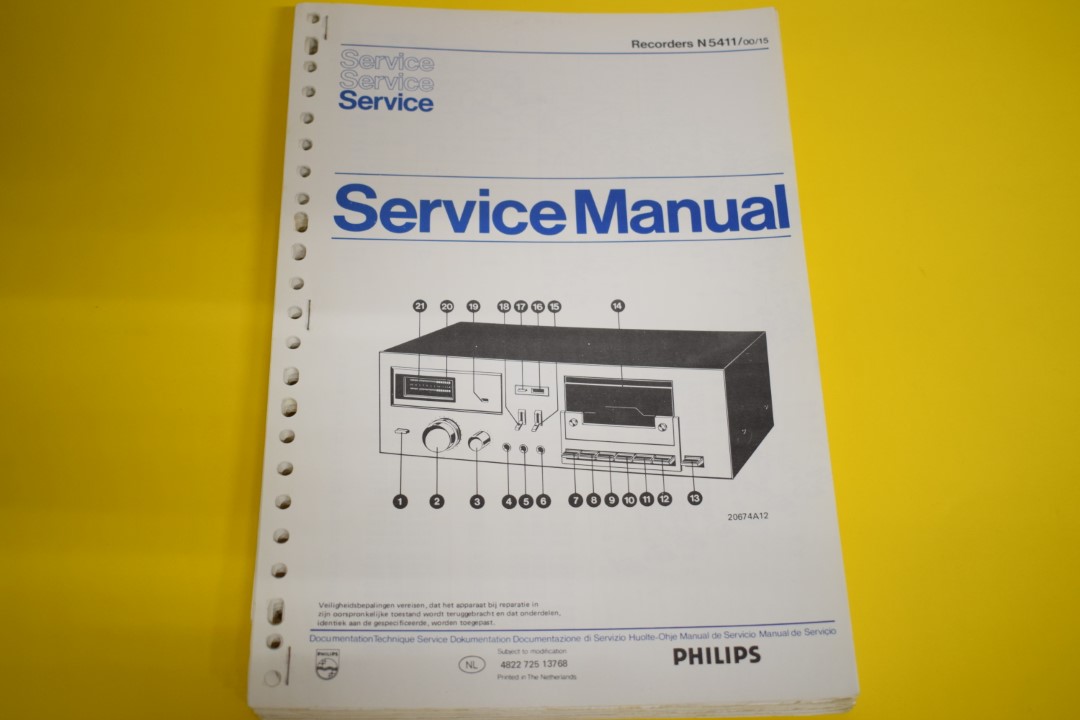 Recorders N5411/00/15
Service
Service
Service
Service Manual
21 20 19 18 17 16 15 14
1 2 3 4 5 6 7 8 9 10 11 12 13
20674A12
Veiligheidsbepalingen vereisen, dat het apparaat bij reparatie in
zijn oorspronkelijke toestand wordt teruggebracht en dat onderdelen,
identiek aan de gespecificeerde, worden toegepast.
Documentation Technique Service Dokumentation Documentazione di Servizio Huolte-Ohje Manual de Servicio Manual de Servicio
PHILIPS
Subject to modification
NL 4822 725 13768
Printed in The Netherlands
PHILIPS